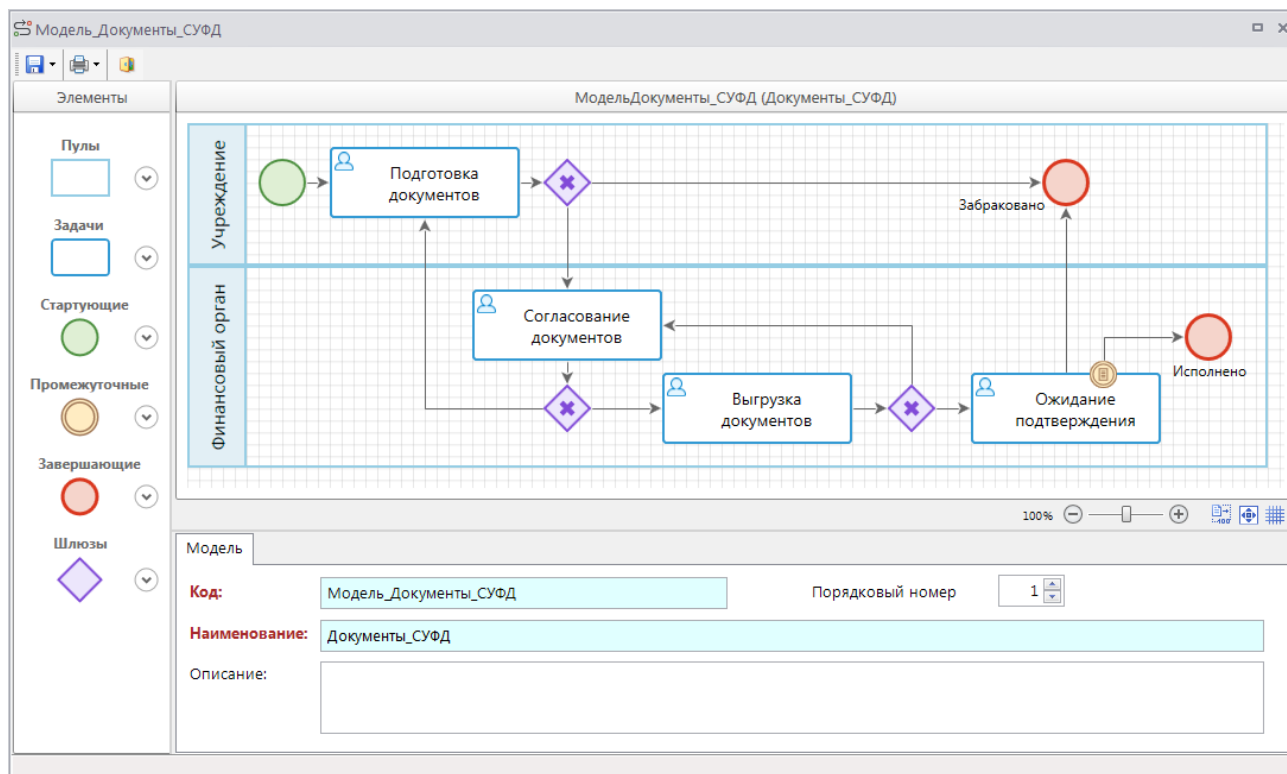 Модель_Документы_СУФД
Элементы
МодельДокументы_СУФД (Документы_СУФД)
Пулы
Задачи
Стартующие
Промежуточные
Завершающие
Шлюзы
Учреждение
Подготовка
документов
Забраковано
Финансовый орган
Согласование
документов
Выгрузка
документов
Ожидание
подтверждения
Исполнено
100%
Модель
Код:
Модель_Документы_СУФД
Порядковый номер
1
Наименование:
Документы_СУФД
Описание: